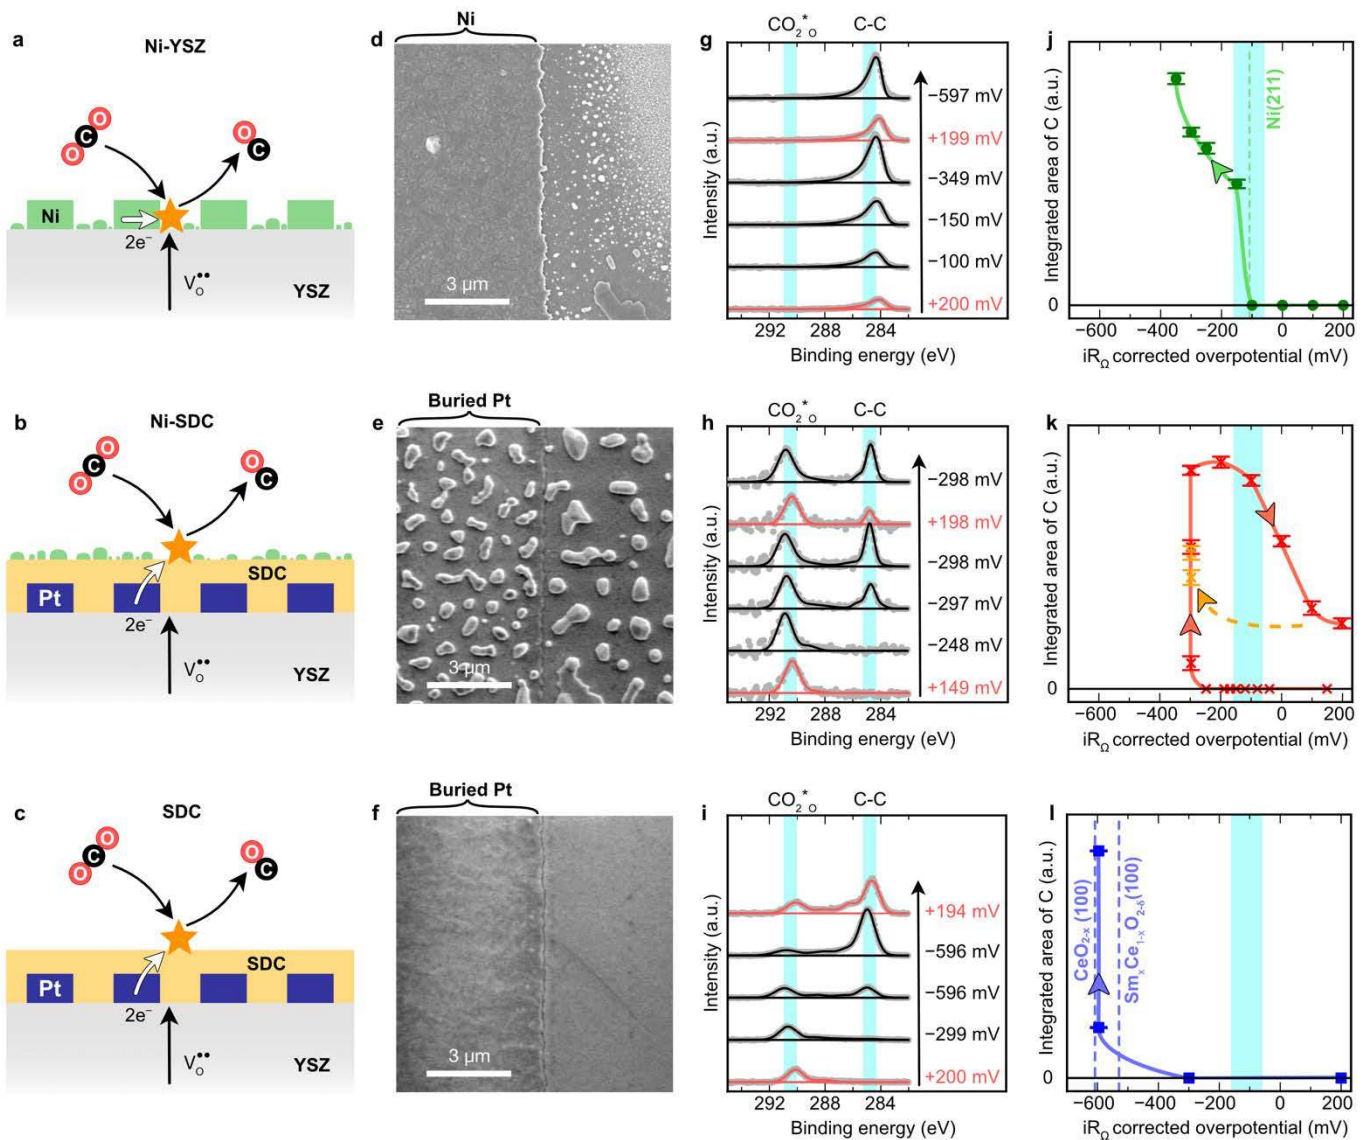 a
Ni-YSZ
O
C
O
O
C
Ni
2e⁻
V_O^••
YSZ
d
Ni
3 µm
g
CO₂*_O
C-C
−597 mV
+199 mV
−349 mV
−150 mV
−100 mV
+200 mV
Intensity (a.u.)
292
288
284
Binding energy (eV)
j
Ni(211)
Integrated area of C (a.u.)
0
−600
−400
−200
0
200
iR_Ω corrected overpotential (mV)
b
Ni-SDC
O
C
O
O
C
SDC
Pt
2e⁻
V_O^••
YSZ
e
Buried Pt
3 µm
h
CO₂*_O
C-C
−298 mV
+198 mV
−298 mV
−297 mV
−248 mV
+149 mV
Intensity (a.u.)
292
288
284
Binding energy (eV)
k
Integrated area of C (a.u.)
0
−600
−400
−200
0
200
iR_Ω corrected overpotential (mV)
c
SDC
O
C
O
O
C
SDC
Pt
2e⁻
V_O^••
YSZ
f
Buried Pt
3 µm
i
CO₂*_O
C-C
+194 mV
−596 mV
−596 mV
−299 mV
+200 mV
Intensity (a.u.)
292
288
284
Binding energy (eV)
l
CeO₂₋ₓ (100)
SmₓCe₁₋ₓO₂₋δ(100)
Integrated area of C (a.u.)
0
−600
−400
−200
0
200
iR_Ω corrected overpotential (mV)